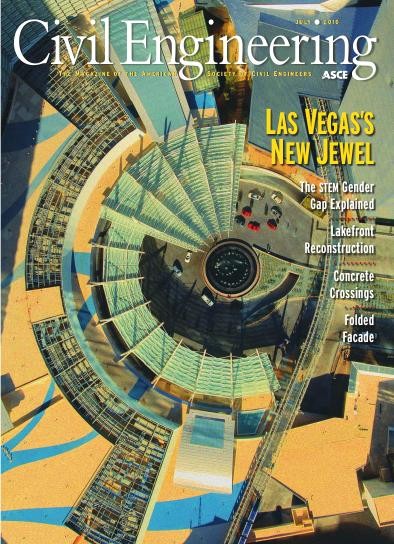 JULY • 2010
Civil Engineering
THE MAGAZINE OF THE AMERICAN SOCIETY OF CIVIL ENGINEERS ASCE
LAS VEGAS'S
NEW JEWEL
The STEM Gender
Gap Explained
Lakefront
Reconstruction
Concrete
Crossings
Folded
Facade